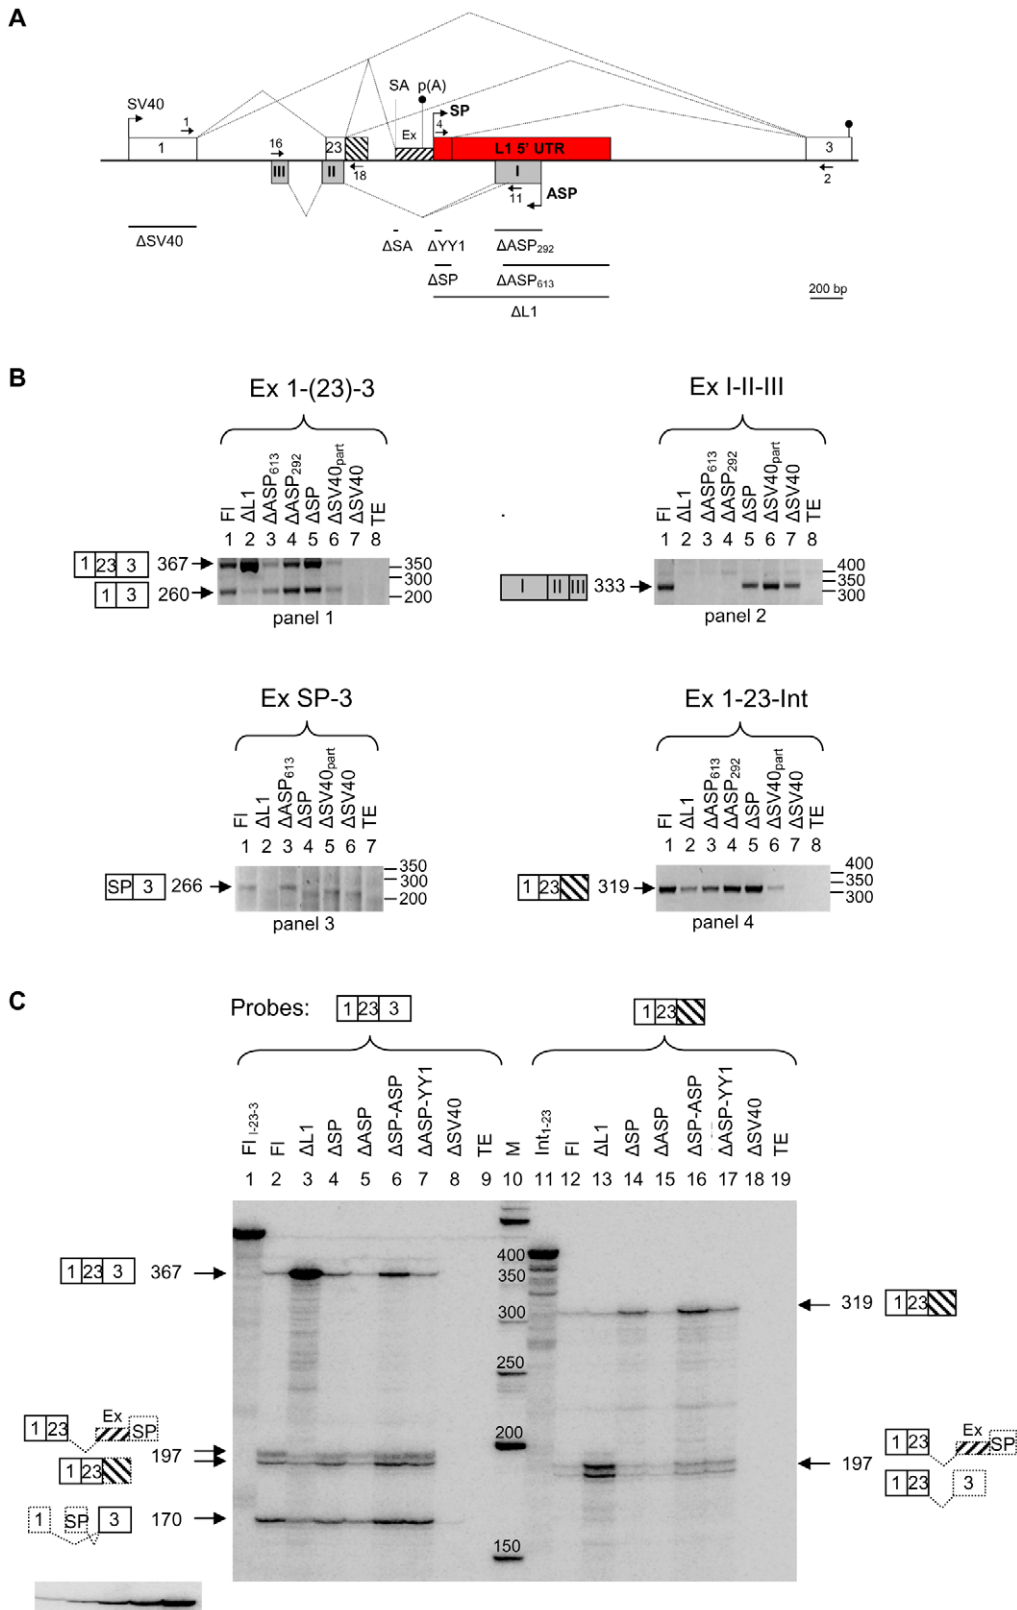 A
SA p(A)
SV40
SP
1
4
16
Ex
1
23
L1 5' UTR
3
18
2
III
II
I
11
ASP
ΔSV40
ΔSA
ΔYY1
ΔASP292
ΔSP
ΔASP613
200 bp
ΔL1
B
Ex 1-(23)-3
FI ΔL1 ΔASP613 ΔASP292 ΔSP ΔSV40part ΔSV40 TE
1 2 3 4 5 6 7 8
1 23 3 367
350
300
1 3 260
200
panel 1
Ex I-II-III
FI ΔL1 ΔASP613 ΔASP292 ΔSP ΔSV40part ΔSV40 TE
1 2 3 4 5 6 7 8
400
350
I II III 333
300
panel 2
Ex SP-3
FI ΔL1 ΔASP613 ΔSP ΔSV40part ΔSV40 TE
1 2 3 4 5 6 7
350
SP 3 266
300
200
panel 3
Ex 1-23-Int
FI ΔL1 ΔASP613 ΔASP292 ΔSP ΔSV40part ΔSV40 TE
1 2 3 4 5 6 7 8
400
1 23 319
350
300
panel 4
C
Probes:
1 23 3
1 23
FI I-23-3 FI ΔL1 ΔSP ΔASP ΔSP-ASP ΔASP-YY1 ΔSV40 TE M Int1-23 FI ΔL1 ΔSP ΔASP ΔSP-ASP ΔASP-YY1 ΔSV40 TE
1 2 3 4 5 6 7 8 9 10 11 12 13 14 15 16 17 18 19
400
1 23 3 367
350
300
319 1 23
250
200
Ex
1 23 SP
197
1 23
Ex
1 23 SP
197
1 23 3
1 SP 3 170
150